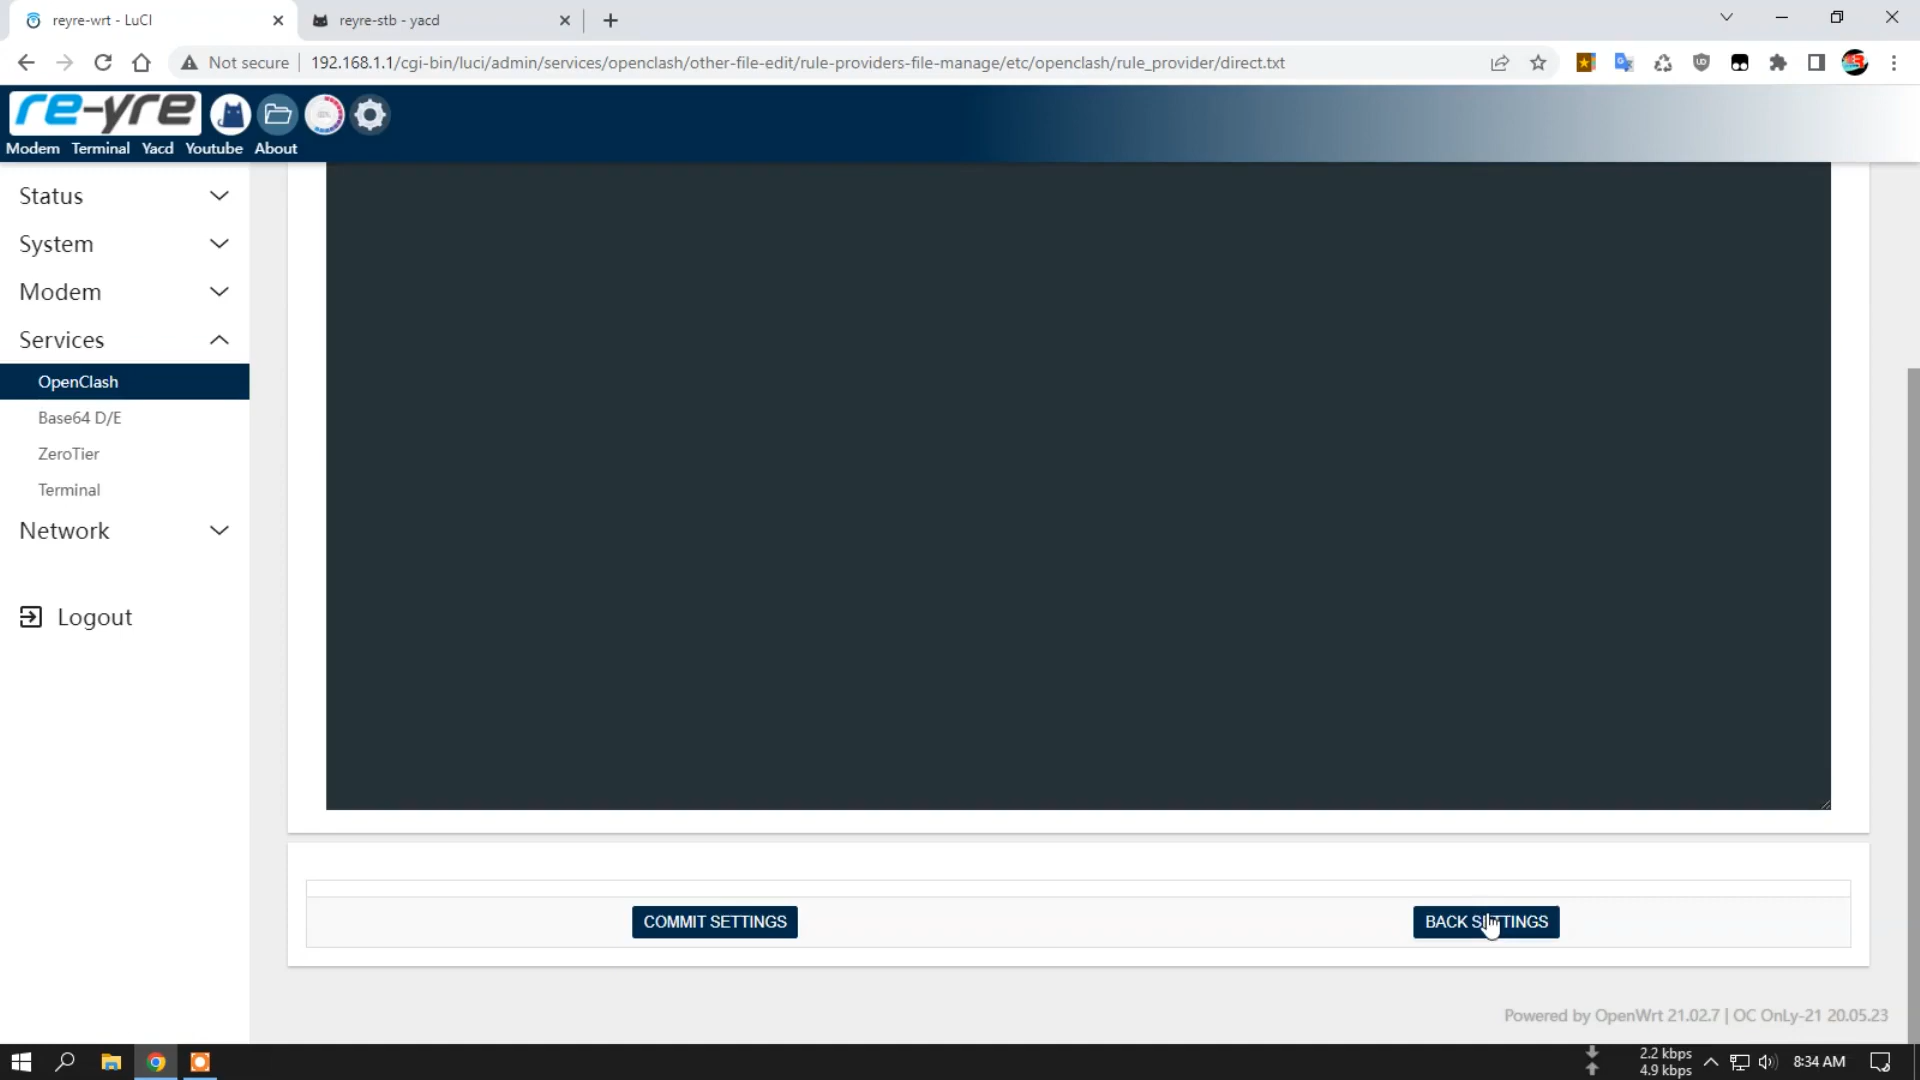 reyre-wrt - LuCI
reyre-stb - yacd
Not secure
192.168.1.1/cgi-bin/luci/admin/services/openclash/other-file-edit/rule-providers-file-manage/etc/openclash/rule_provider/direct.txt
re-yre
Modem Terminal Yacd Youtube About
Status
System
Modem
Services
OpenClash
Base64 D/E
ZeroTier
Terminal
Network
Logout
COMMIT SETTINGS
BACK SETTINGS
Powered by OpenWrt 21.02.7 | OC OnLy-21 20.05.23
2.2 kbps
4.9 kbps
8:34 AM